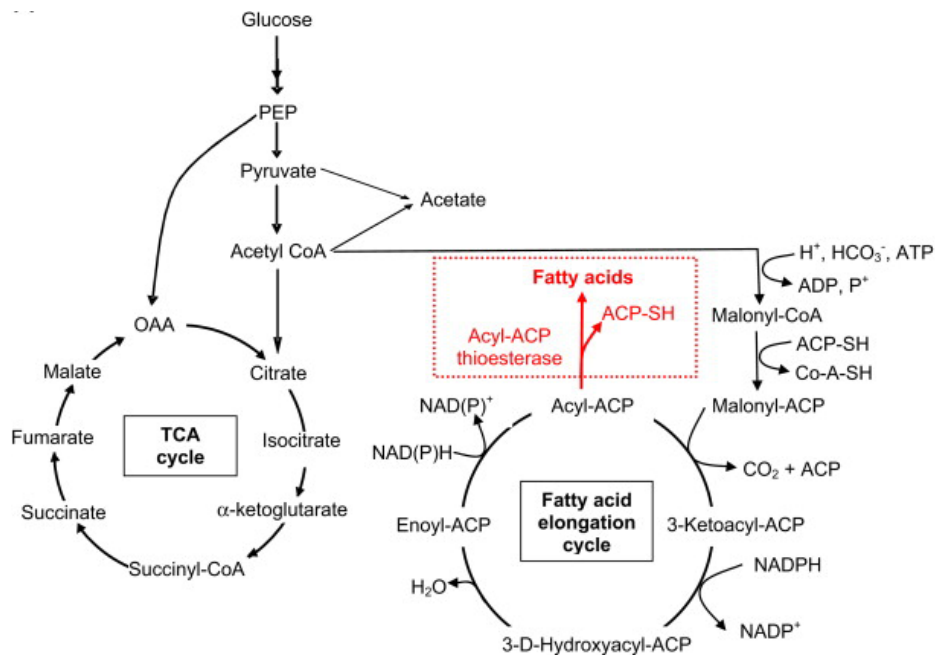 Glucose
PEP
Pyruvate
Acetate
Acetyl CoA
H⁺, HCO₃⁻, ATP
ADP, P⁺
Fatty acids
ACP-SH
Acyl-ACP
thioesterase
Malonyl-CoA
ACP-SH
Co-A-SH
OAA
Citrate
Isocitrate
α-ketoglutarate
Succinyl-CoA
Succinate
Fumarate
Malate
TCA
cycle
Acyl-ACP
Malonyl-ACP
CO₂ + ACP
3-Ketoacyl-ACP
NADPH
NADP⁺
3-D-Hydroxyacyl-ACP
H₂O
Enoyl-ACP
NAD(P)H
NAD(P)⁺
Fatty acid
elongation
cycle